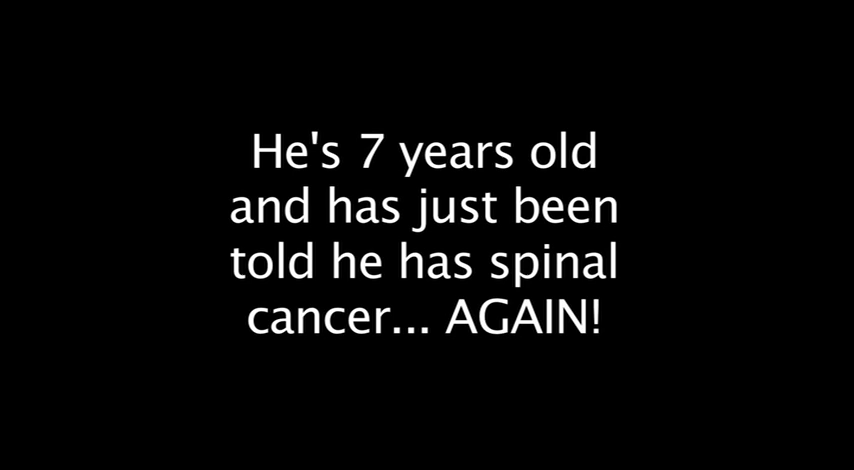 He's 7 years old
and has just been
told he has spinal
cancer... AGAIN!